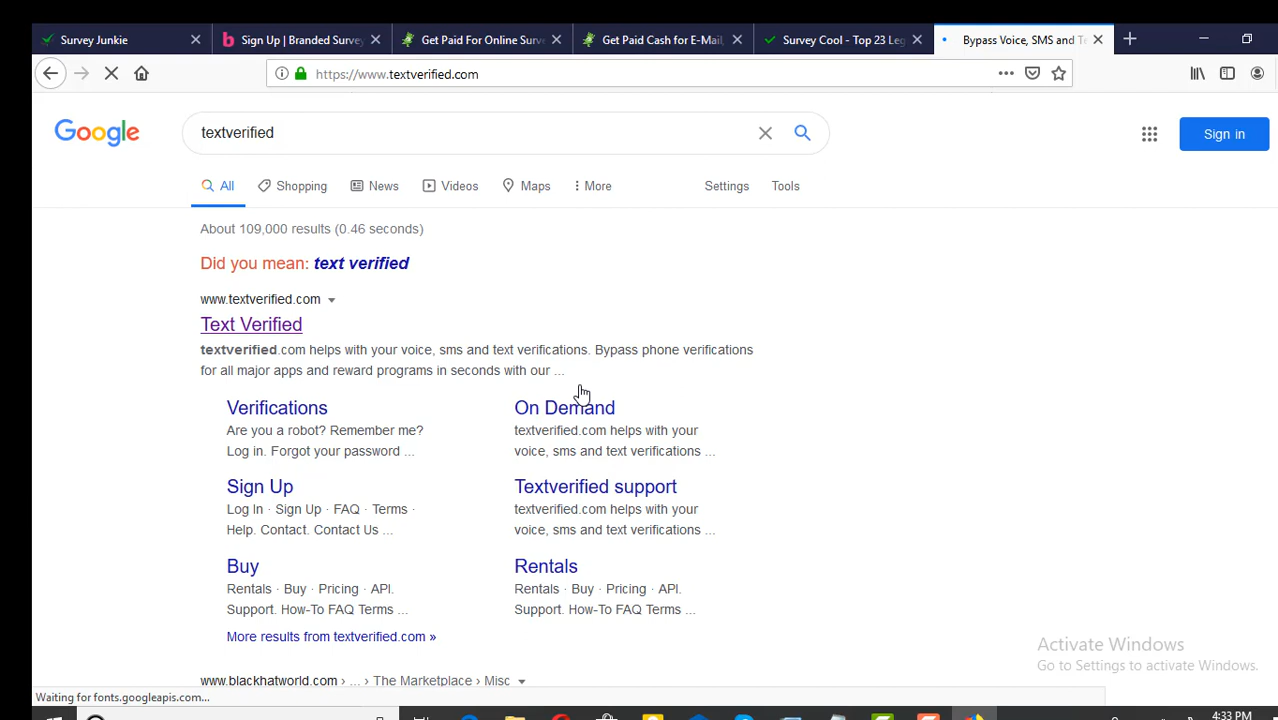 Survey Junkie
Sign Up | Branded Surve
Get Paid For Online Surv
Get Paid Cash for E-Mail,
Survey Cool - Top 23 Leg
Bypass Voice, SMS and Te
https://www.textverified.com
Google
textverified
Sign in
All
Shopping
News
Videos
Maps
More
Settings
Tools
About 109,000 results (0.46 seconds)
Did you mean: text verified
www.textverified.com
Text Verified
textverified.com helps with your voice, sms and text verifications. Bypass phone verifications
for all major apps and reward programs in seconds with our ...
Verifications
Are you a robot? Remember me?
Log in. Forgot your password ...
On Demand
textverified.com helps with your
voice, sms and text verifications ...
Sign Up
Log In · Sign Up · FAQ · Terms ·
Help. Contact. Contact Us ...
Textverified support
textverified.com helps with your
voice, sms and text verifications ...
Buy
Rentals · Buy · Pricing · API.
Support. How-To FAQ Terms ...
Rentals
Rentals · Buy · Pricing · API.
Support. How-To FAQ Terms ...
More results from textverified.com »
Activate Windows
Go to Settings to activate Windows.
www.blackhatworld.com › ... › The Marketplace › Misc
Waiting for fonts.googleapis.com...
4:33 PM